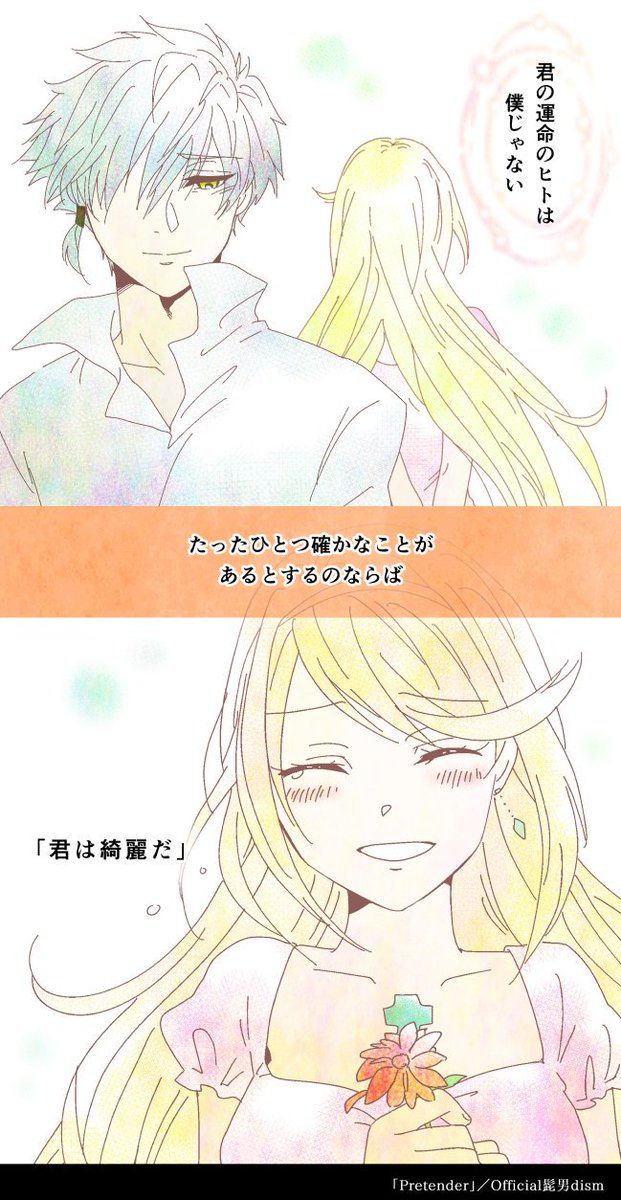 君の運命のヒトは
僕じゃない
たったひとつ確かなことが
あるとするのならば
「君は綺麗だ」
「Pretender」／Official髭男dism